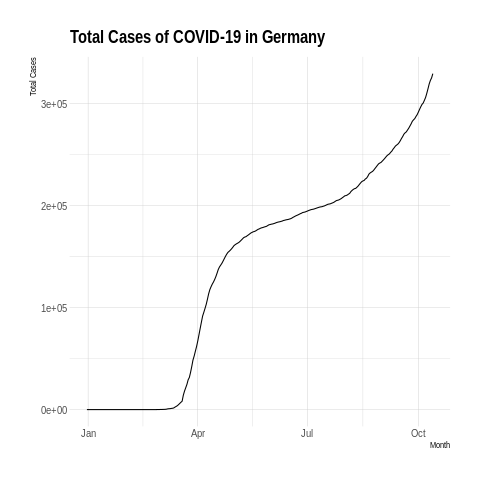 Total Cases of COVID-19 in Germany
Total Cases
3e+05
2e+05
1e+05
0e+00
Jan Apr Jul Oct
Month